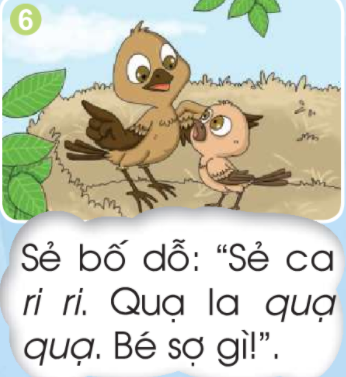 6
Sẻ bố dỗ: “Sẻ ca
ri ri. Quạ la quạ
quạ. Bé sợ gì!”.